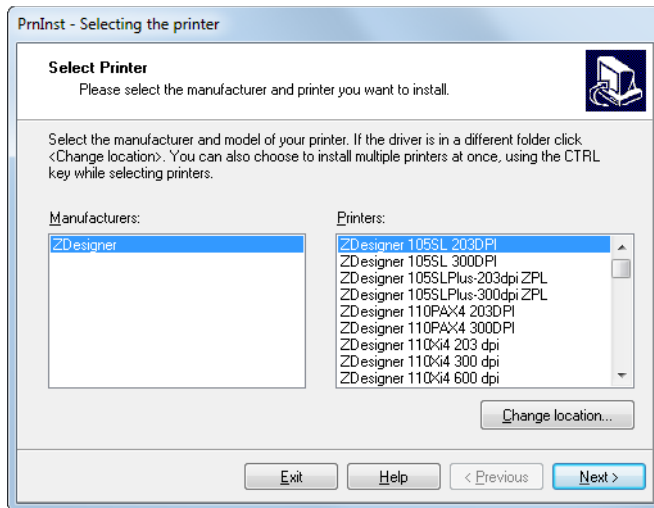 PrnInst - Selecting the printer
Select Printer
Please select the manufacturer and printer you want to install.
Select the manufacturer and model of your printer. If the driver is in a different folder click
<Change location>. You can also choose to install multiple printers at once, using the CTRL
key while selecting printers.
Manufacturers:
ZDesigner
Printers:
ZDesigner 105SL 203DPI
ZDesigner 105SL 300DPI
ZDesigner 105SLPlus-203dpi ZPL
ZDesigner 105SLPlus-300dpi ZPL
ZDesigner 110PAX4 203DPI
ZDesigner 110PAX4 300DPI
ZDesigner 110Xi4 203 dpi
ZDesigner 110Xi4 300 dpi
ZDesigner 110Xi4 600 dpi
Change location...
Exit
Help
< Previous
Next >